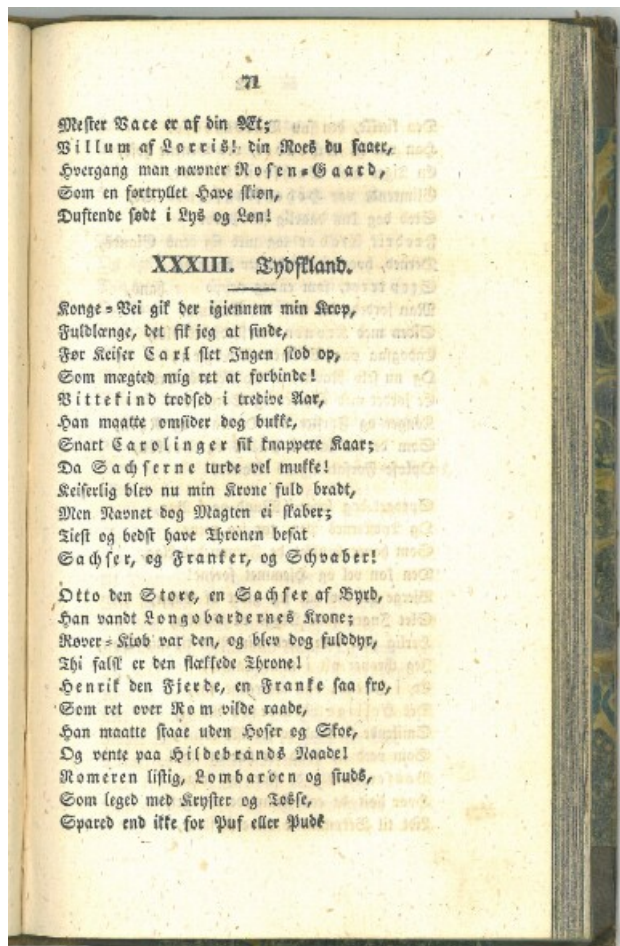 71
Mester Vace er af din Æt;
Villum af Lorris! din Roes du faaer,
Hvergang man nævner Rosen-Gaard,
Som en fortryllet Have skiøn,
Duftende sødt i Lys og Løn!
XXXIII. Tydskland.
Konge-Vei gik der igiennem min Krop,
Fuldlænge, det fik jeg at sinde,
Før Keiser Carl slet Ingen stod op,
Som mægted mig ret at forbinde!
Vittekind trodsed i tredive Aar,
Han maatte omsider dog bukke,
Snart Carolinger fik knappere Kaar;
Da Sachserne turde vel mukke!
Keiserlig blev nu min Krone fuld bradt,
Men Navnet dog Magten ei skaber;
Tiest og bedst have Thronen besat
Sachser, og Franker, og Schvaber!
Otto den Store, en Sachser af Byrd,
Han vandt Longobardernes Krone;
Røver-Kiøb var den, og blev dog fulddyr,
Thi falsk er den flækkede Throne!
Henrik den Fjerde, en Franke saa fro,
Som ret over Rom vilde raade,
Han maatte staae uden Hoser og Skoe,
Og vente paa Hildebrands Naade!
Romeren listig, Lombarden og studs,
Som leged med Kryster og Tosse,
Spared end ikke for Puf eller Puds